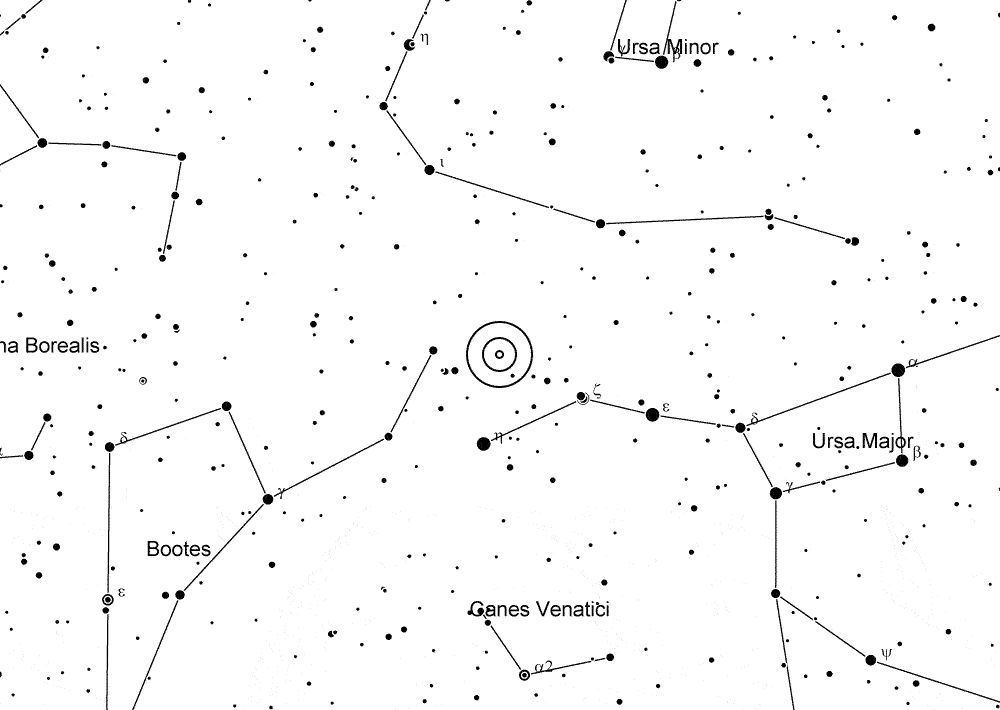 η
Ursa Minor
γ
β
ι
na Borealis
α
ζ
ε
δ
δ
η
Ursa Major
β
α
γ
γ
Bootes
ε
Canes Venatici
α2
ψ